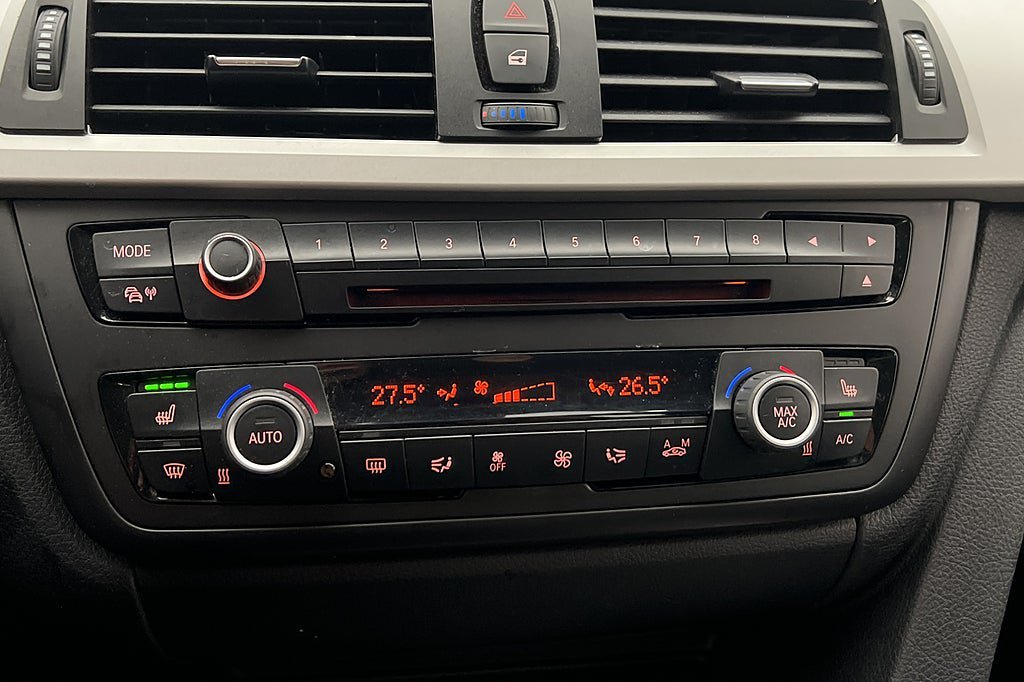 MODE 1 2 3 4 5 6 7 8
27.5° 26.5°
AUTO MAX A/C A/C
OFF A M